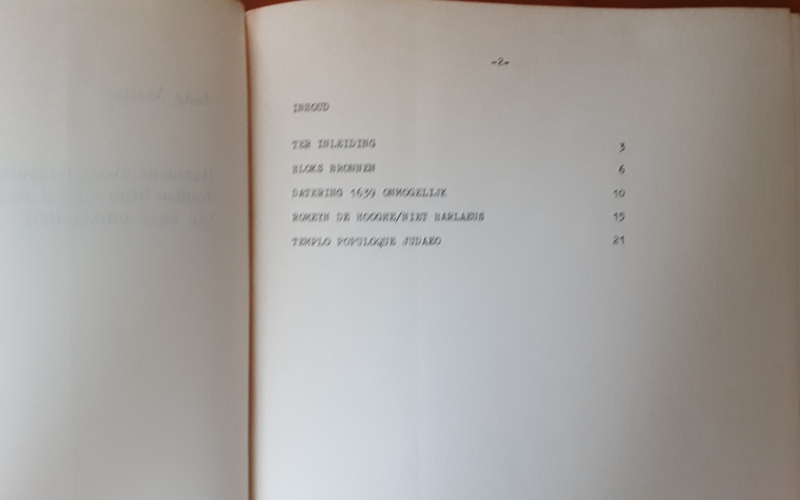 -2-
INHOUD
TER INLEIDING 3
BLOKS BRONNEN 6
DATERING 1639 ONMOGELIJK 10
ROMEYN DE HOOGHE/NIET BARLAEUS 15
TEMPLO POPULOQUE JUDAEO 21